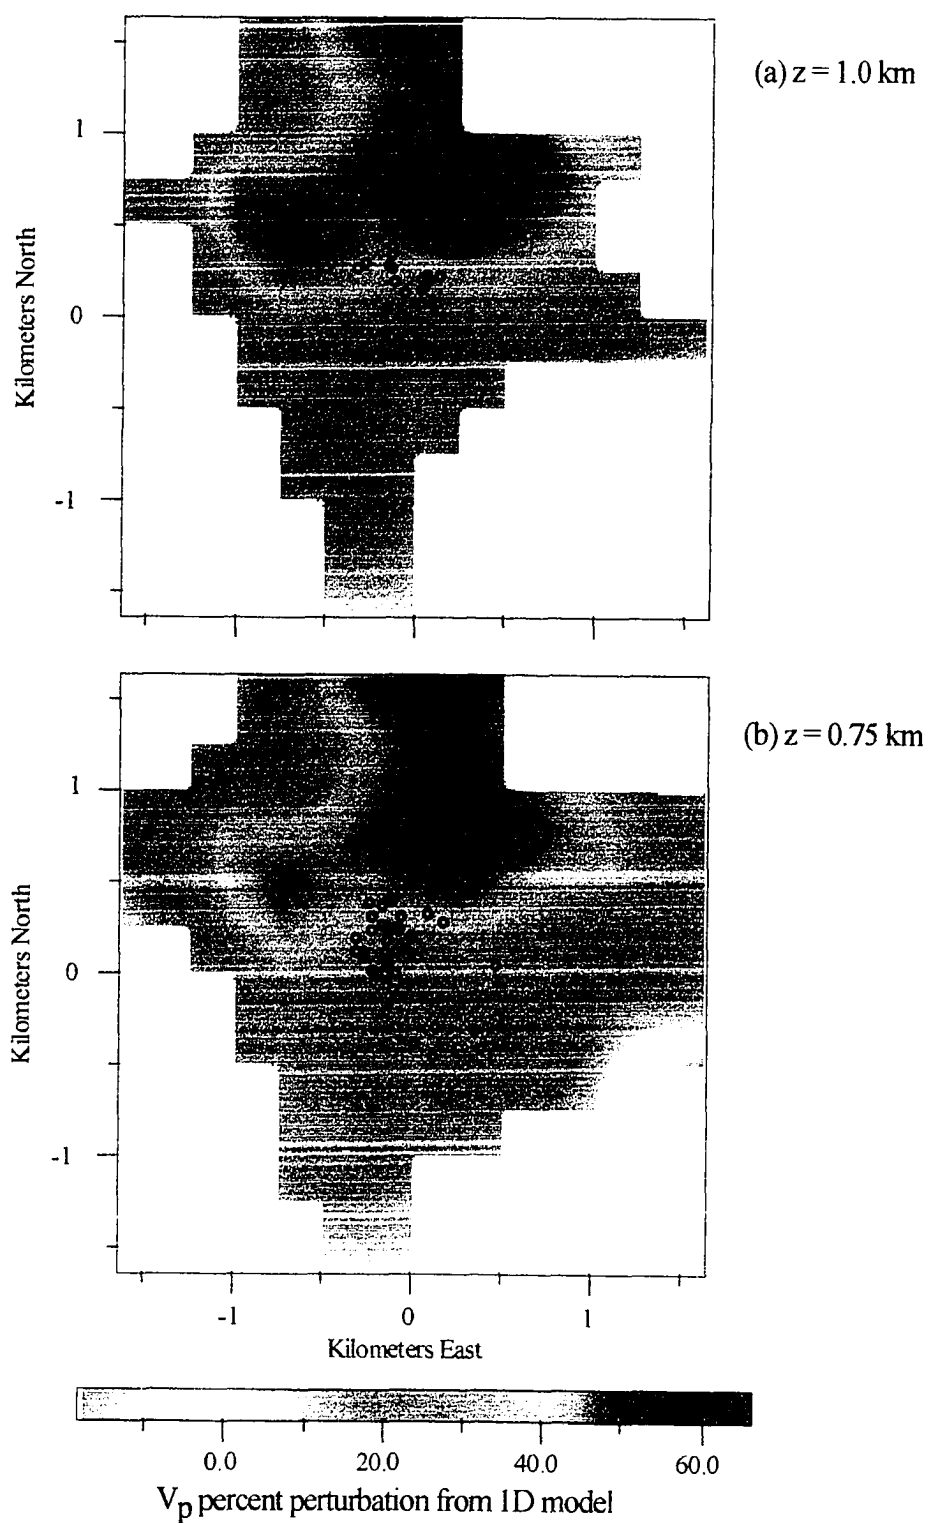 (a) z = 1.0 km
1
0
-1
Kilometers North
(b) z = 0.75 km
1
0
-1
Kilometers North
-1 0 1
Kilometers East
0.0 20.0 40.0 60.0
Vp percent perturbation from 1D model